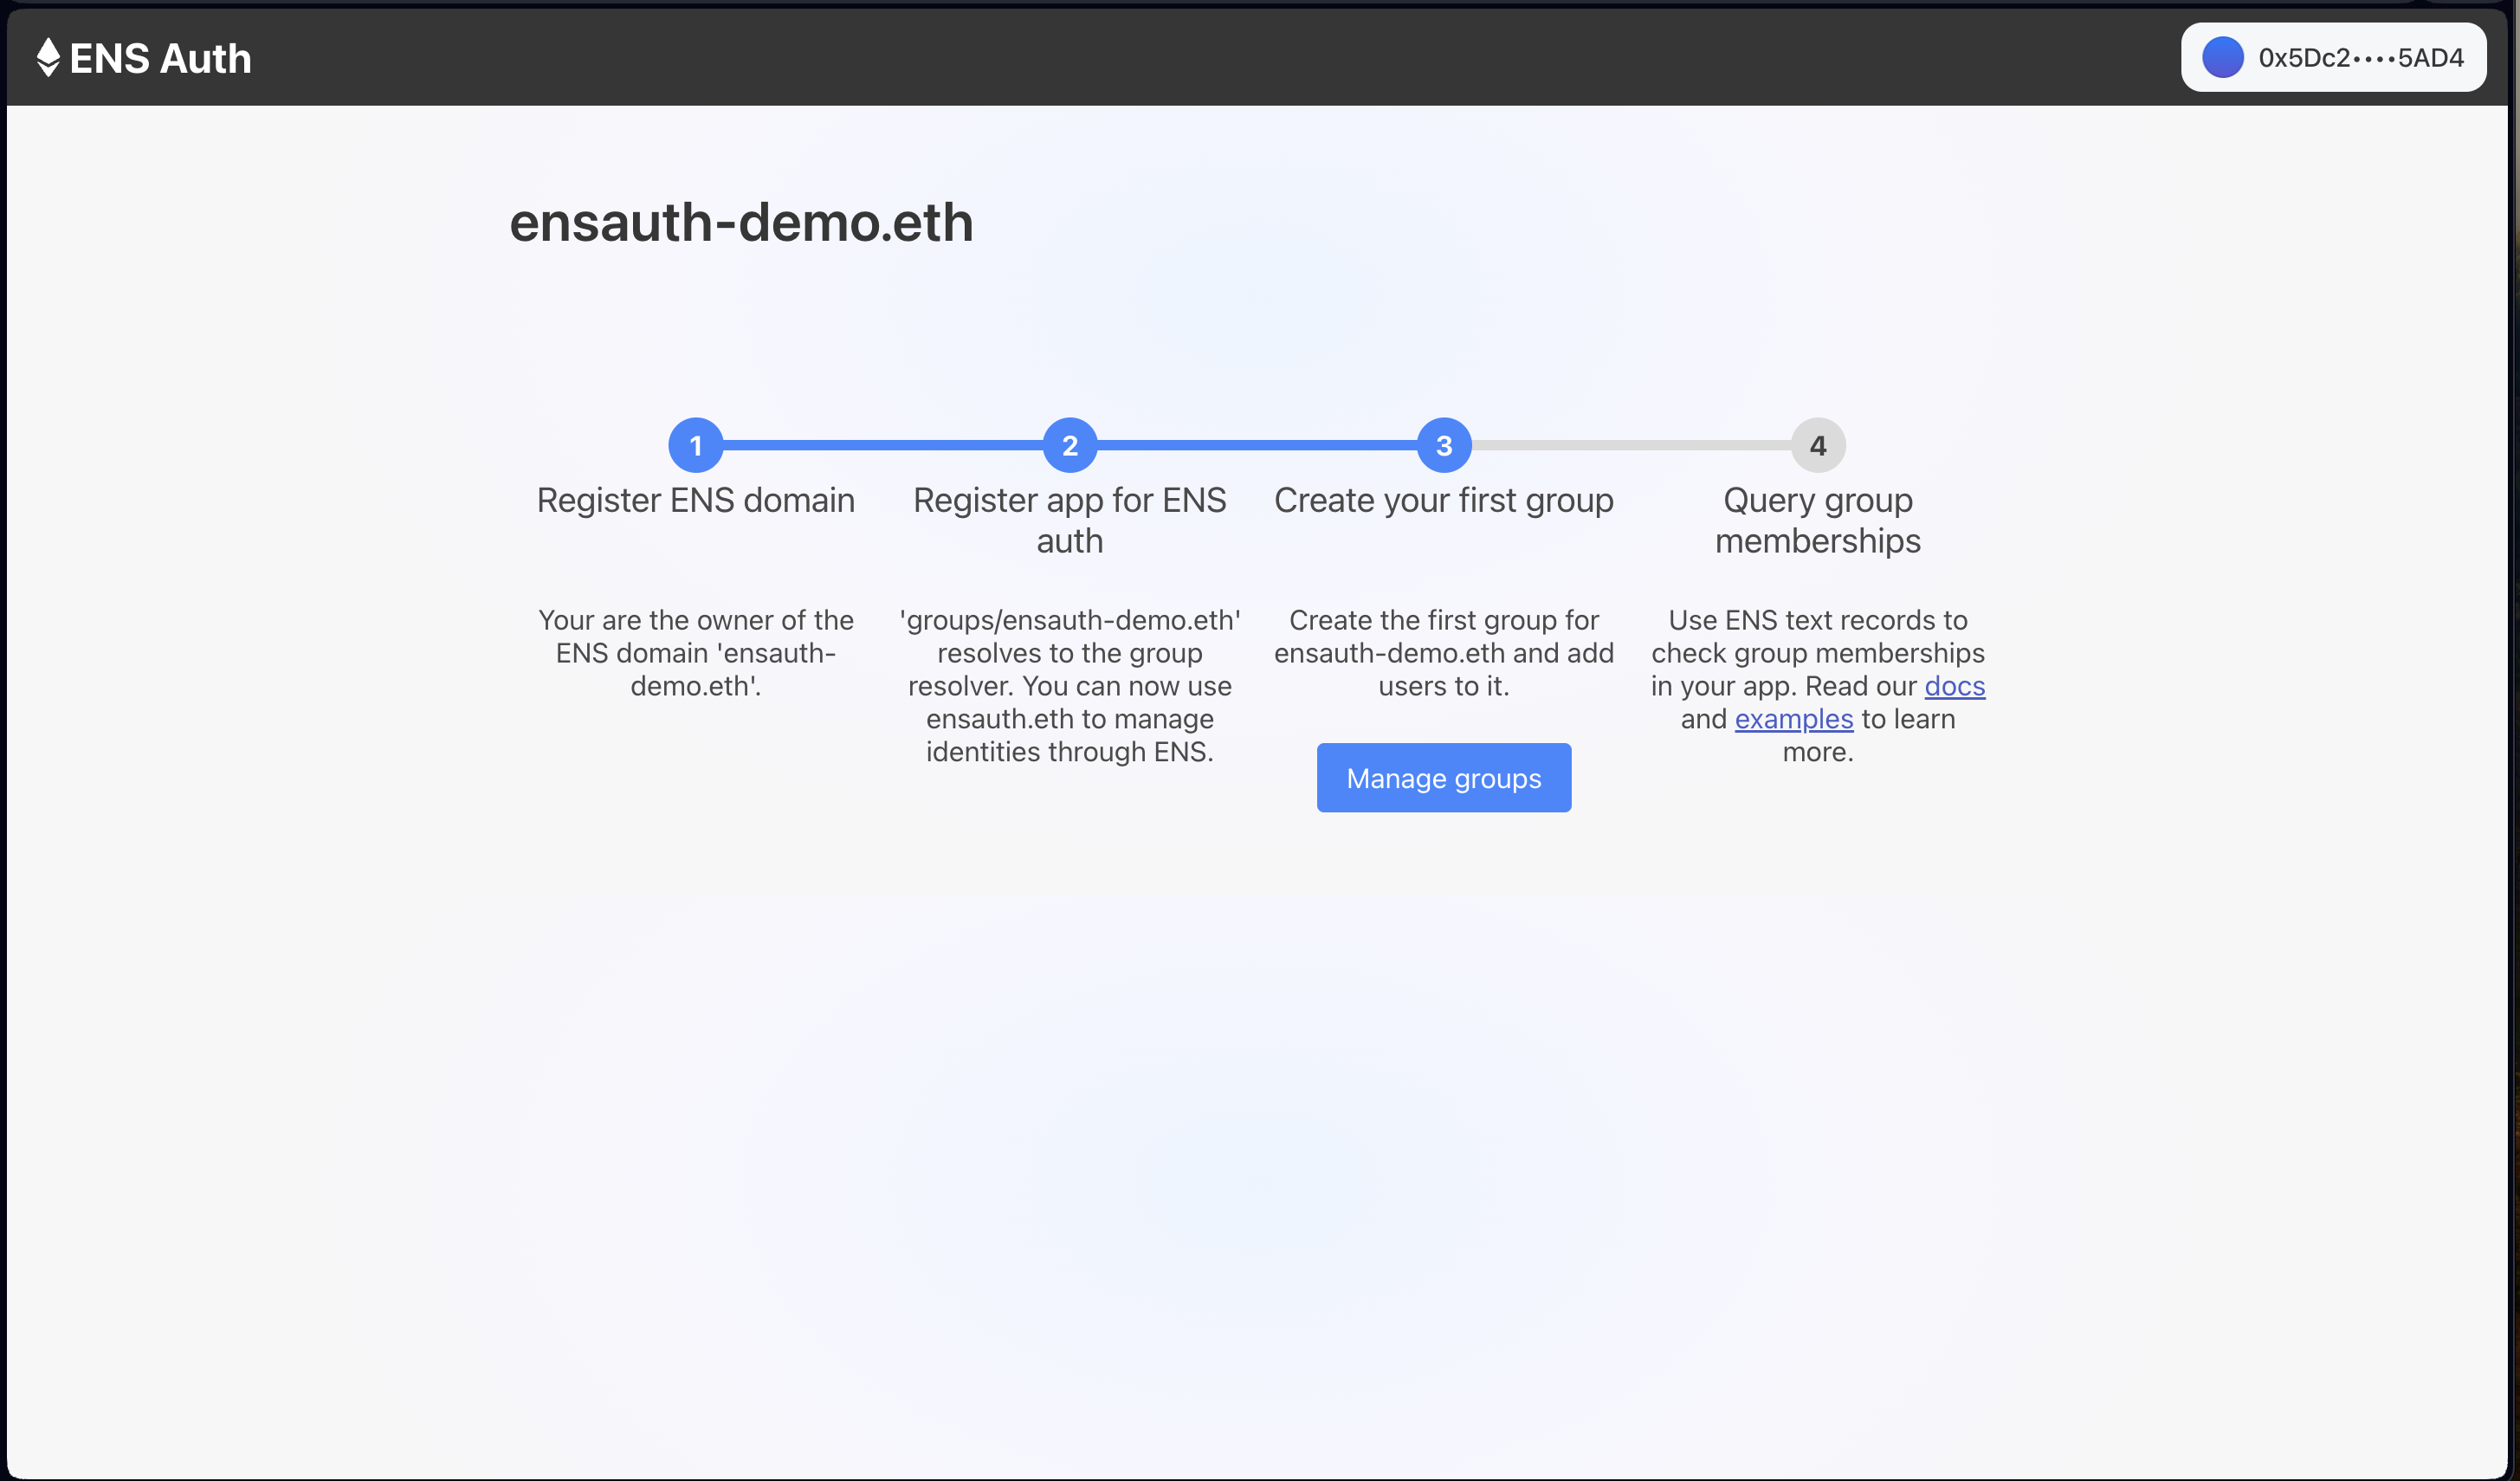 ENS Auth
0x5Dc2••••5AD4
ensauth-demo.eth
1
2
3
4
Register ENS domain
Register app for ENS
auth
Create your first group
Query group
memberships
Your are the owner of the
ENS domain 'ensauth-
demo.eth'.
'groups/ensauth-demo.eth'
resolves to the group
resolver. You can now use
ensauth.eth to manage
identities through ENS.
Create the first group for
ensauth-demo.eth and add
users to it.
Manage groups
Use ENS text records to
check group memberships
in your app. Read our docs
and examples to learn
more.